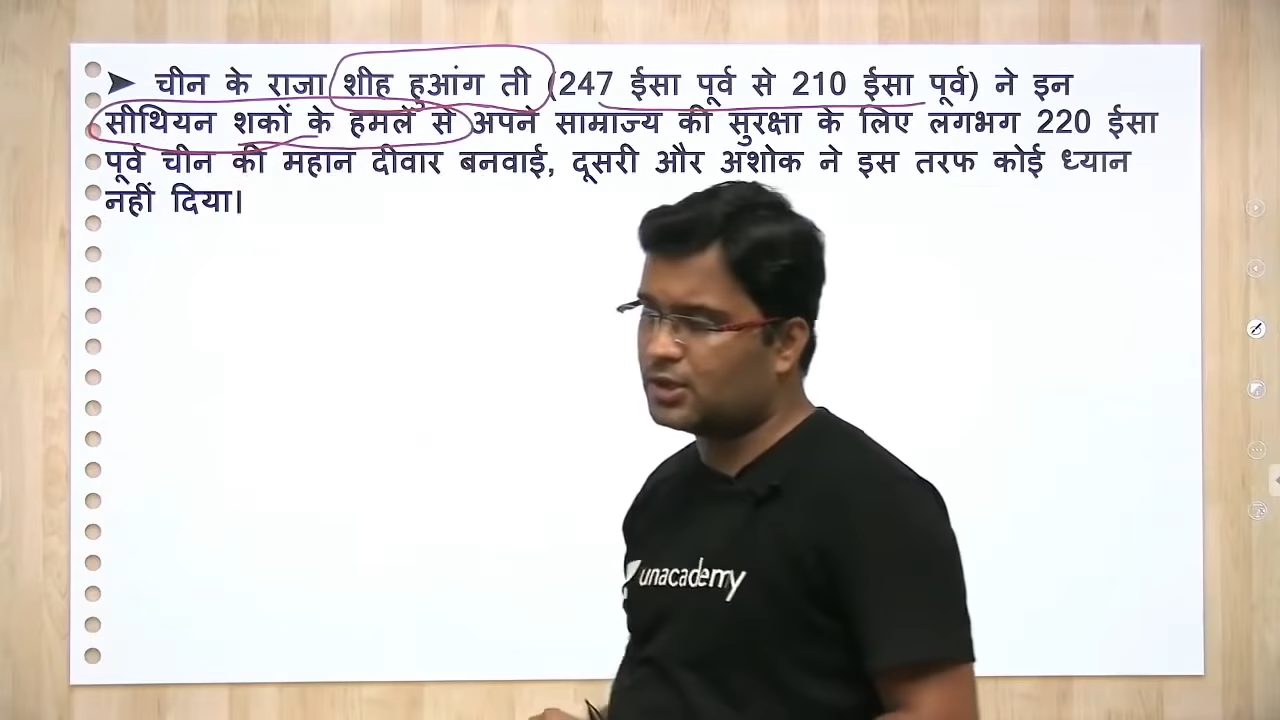 ➤ चीन के राजा शीह हुआंग ती (247 ईसा पूर्व से 210 ईसा पूर्व) ने इन
सीथियन शकों के हमलें से अपने साम्राज्य की सुरक्षा के लिए लगभग 220 ईसा
पूर्व चीन की महान दीवार बनवाई, दूसरी और अशोक ने इस तरफ कोई ध्यान
नहीं दिया।
unacademy